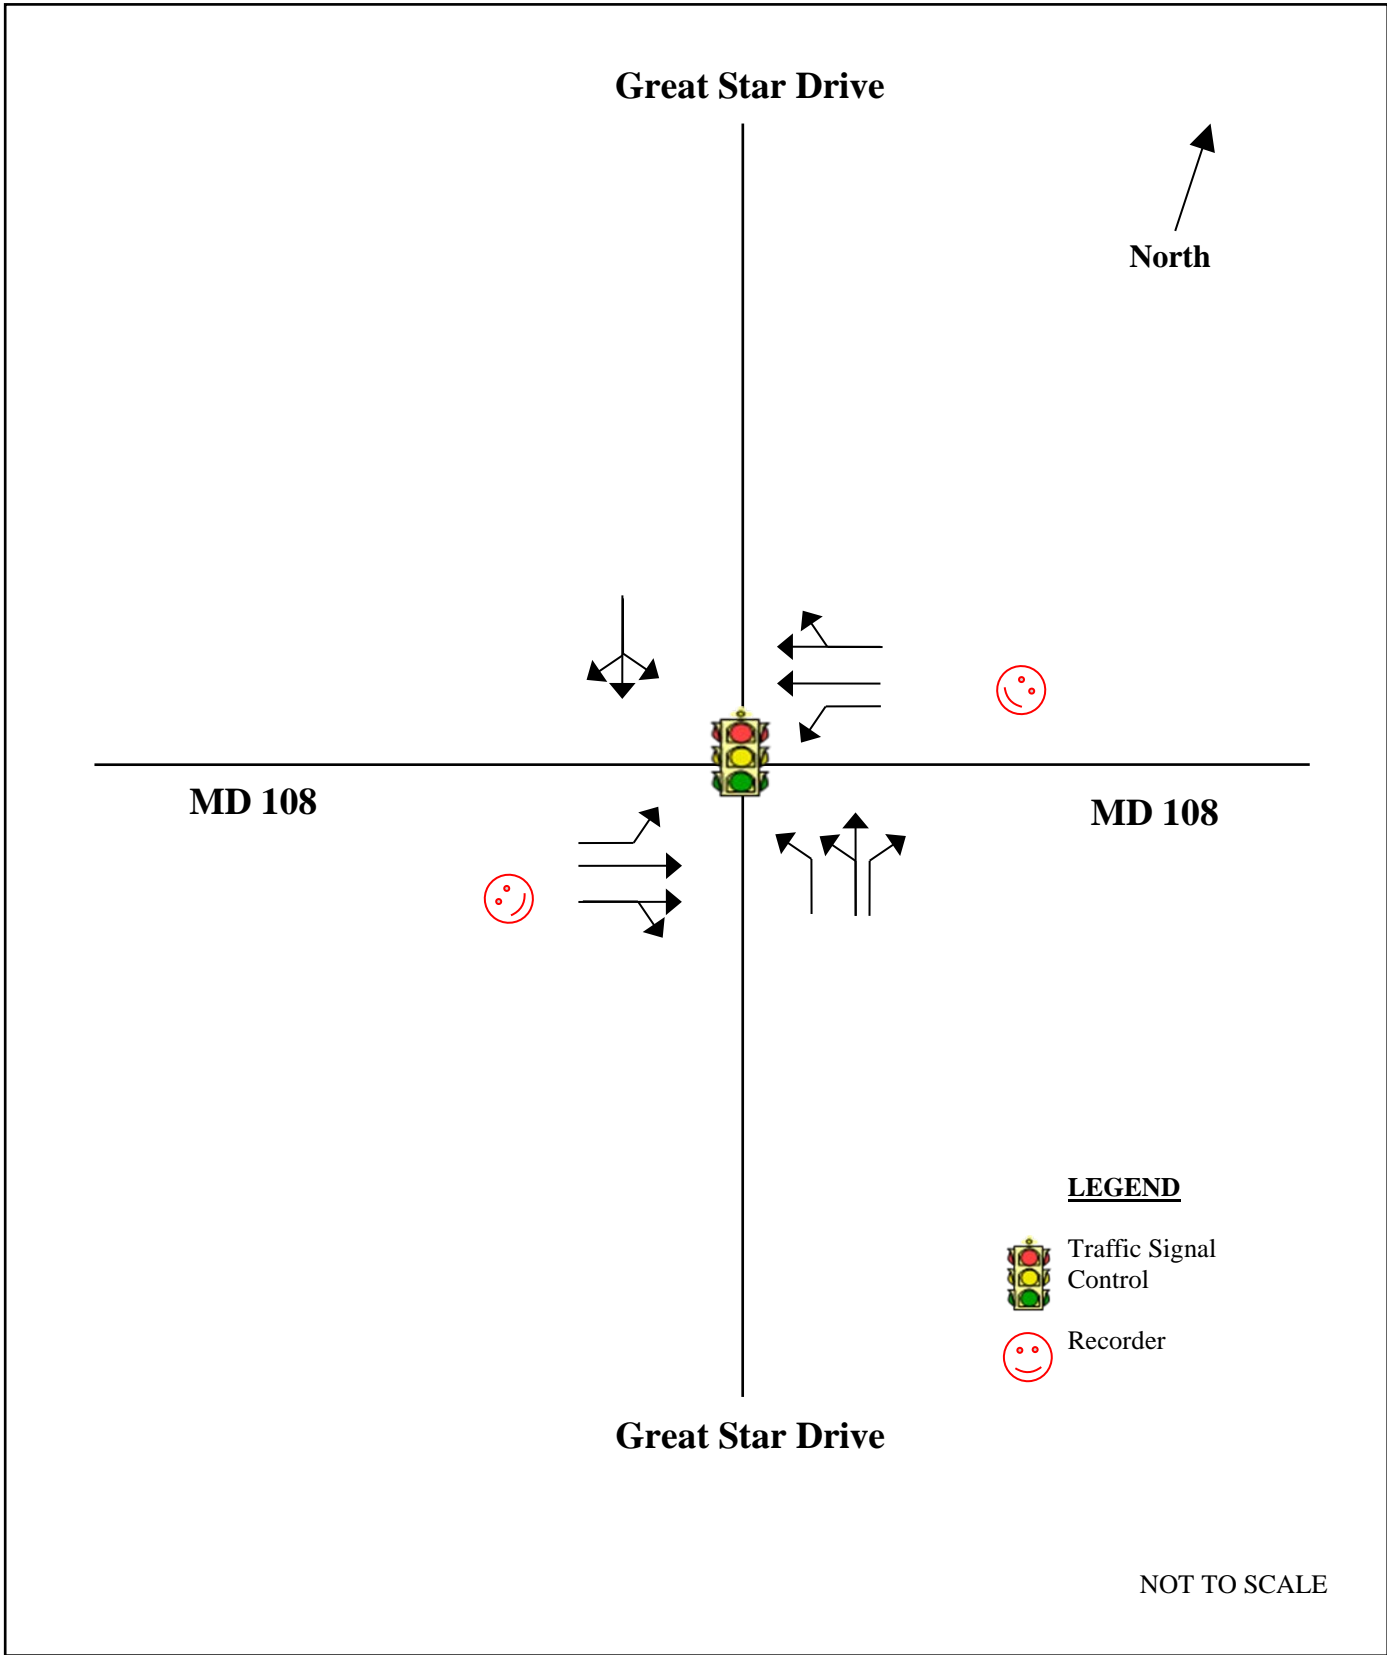 Great Star Drive
North
MD 108
MD 108
LEGEND
Traffic Signal
Control
Recorder
Great Star Drive
NOT TO SCALE